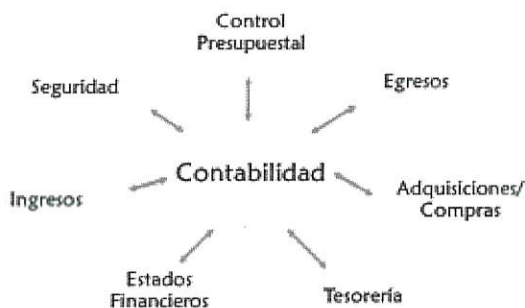 Control
Presupuestal
Seguridad
Egresos
Contabilidad
Ingresos
Adquisiciones/
Compras
Estados
Financieros
Tesorería